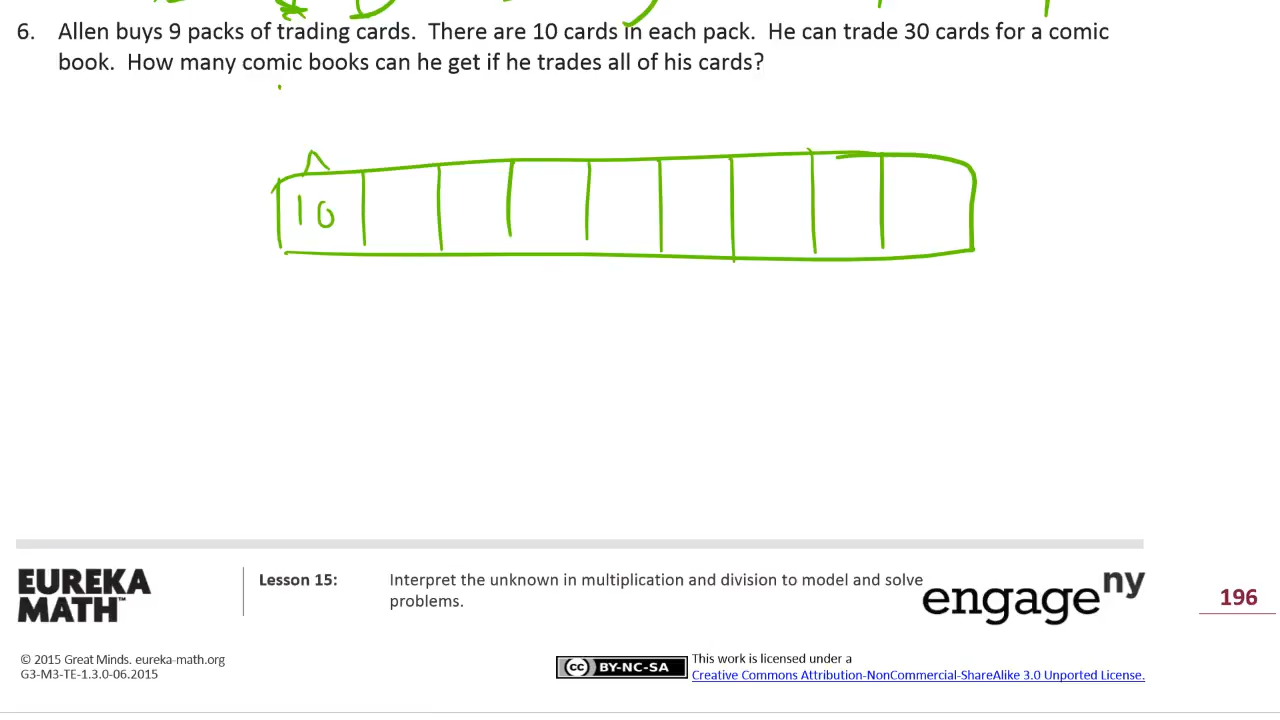 6. Allen buys 9 packs of trading cards. There are 10 cards in each pack. He can trade 30 cards for a comic
book. How many comic books can he get if he trades all of his cards?
10
EUREKA
MATH™
Lesson 15:
Interpret the unknown in multiplication and division to model and solve
problems.
engageny
196
© 2015 Great Minds. eureka-math.org
G3-M3-TE-1.3.0-06.2015
cc BY-NC-SA
This work is licensed under a
Creative Commons Attribution-NonCommercial-ShareAlike 3.0 Unported License.